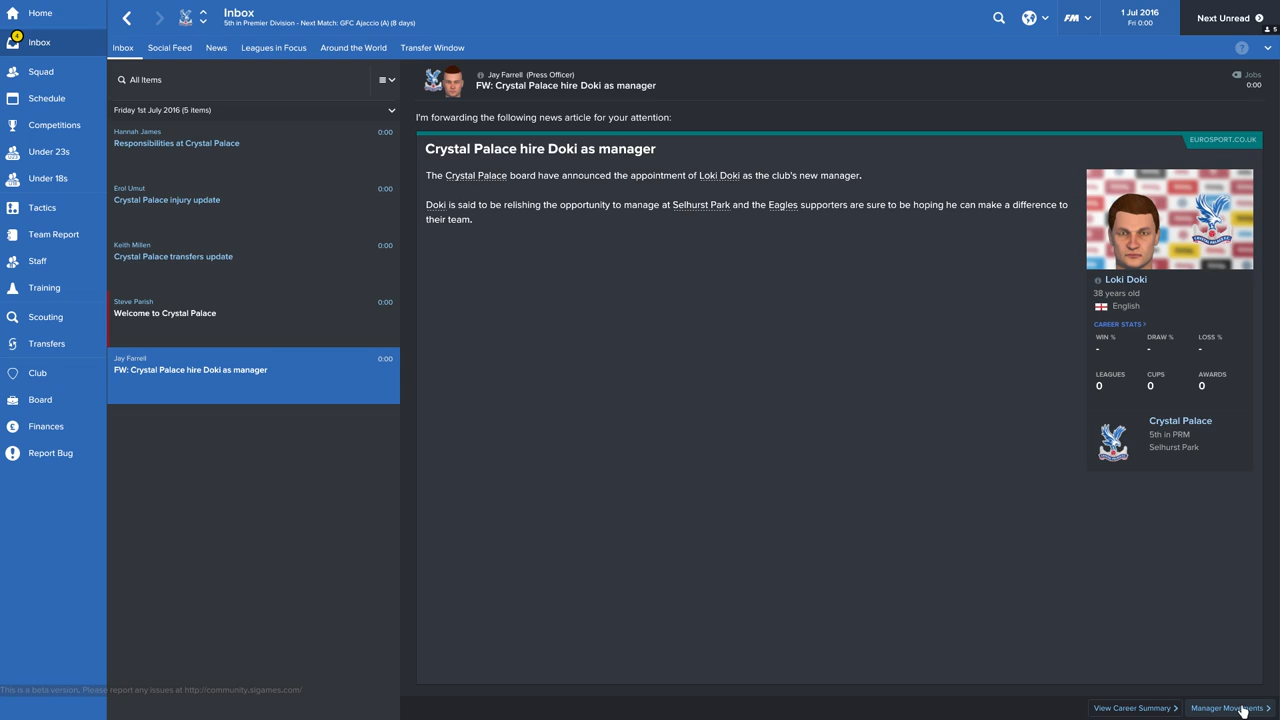 Home
4
Inbox
Squad
Schedule
Competitions
Under 23s
Under 18s
Tactics
Team Report
Staff
Training
Scouting
Transfers
Club
Board
Finances
Report Bug
Inbox
5th in Premier Division - Next Match: GFC Ajaccio (A) (8 days)
FM
1 Jul 2016
Fri 0:00
Next Unread
5
Inbox
Social Feed
News
Leagues in Focus
Around the World
Transfer Window
?
All Items
Friday 1st July 2016 (5 items)
Hannah James 0:00
Responsibilities at Crystal Palace
Erol Umut 0:00
Crystal Palace injury update
Keith Millen 0:00
Crystal Palace transfers update
Steve Parish 0:00
Welcome to Crystal Palace
Jay Farrell 0:00
FW: Crystal Palace hire Doki as manager
Jay Farrell (Press Officer)
FW: Crystal Palace hire Doki as manager
Jobs
0:00
I'm forwarding the following news article for your attention:
EUROSPORT.CO.UK
Crystal Palace hire Doki as manager
The Crystal Palace board have announced the appointment of Loki Doki as the club's new manager.
Doki is said to be relishing the opportunity to manage at Selhurst Park and the Eagles supporters are sure to be hoping he can make a difference to
their team.
Loki Doki
38 years old
English
CAREER STATS >
WIN % DRAW % LOSS %
- - -
LEAGUES CUPS AWARDS
0 0 0
Crystal Palace
5th in PRM
Selhurst Park
This is a beta version. Please report any issues at http://community.sigames.com/
View Career Summary >
Manager Movements >